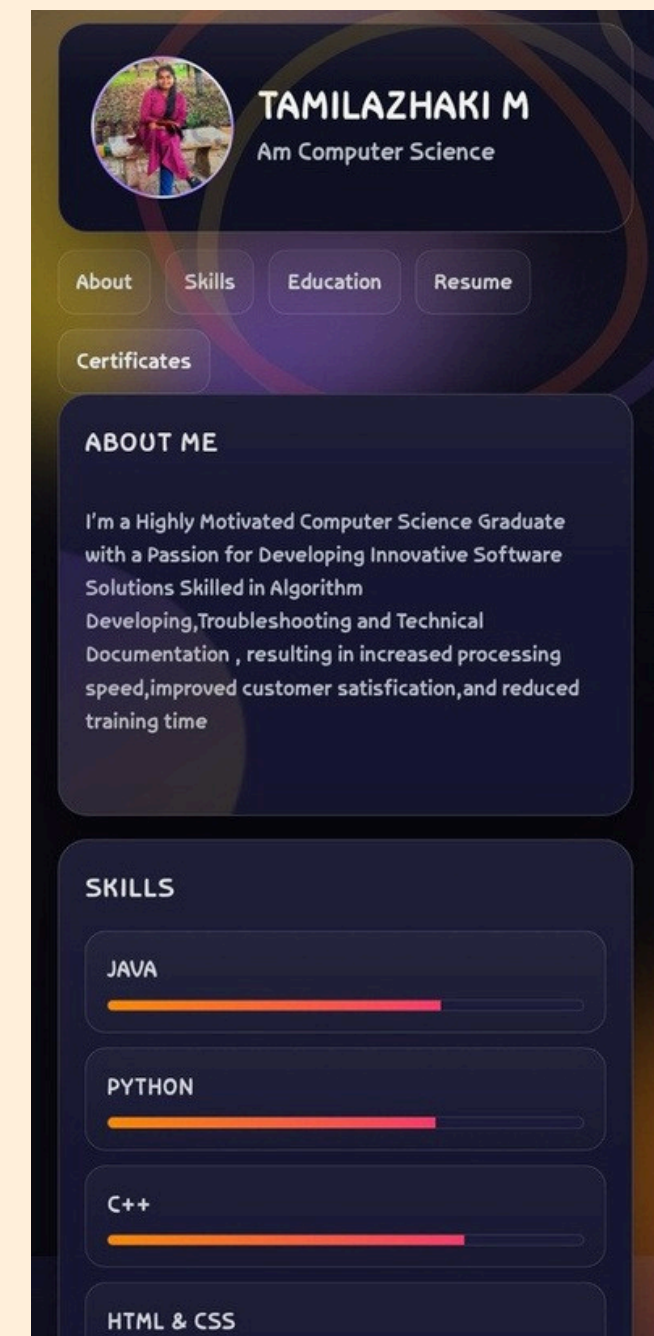 TAMILAZHAKI M
Am Computer Science
About
Skills
Education
Resume
Certificates
ABOUT ME
I'm a Highly Motivated Computer Science Graduate
with a Passion for Developing Innovative Software
Solutions Skilled in Algorithm
Developing,Troubleshooting and Technical
Documentation , resulting in increased processing
speed,improved customer satisfication,and reduced
training time
SKILLS
JAVA
PYTHON
C++
HTML & CSS